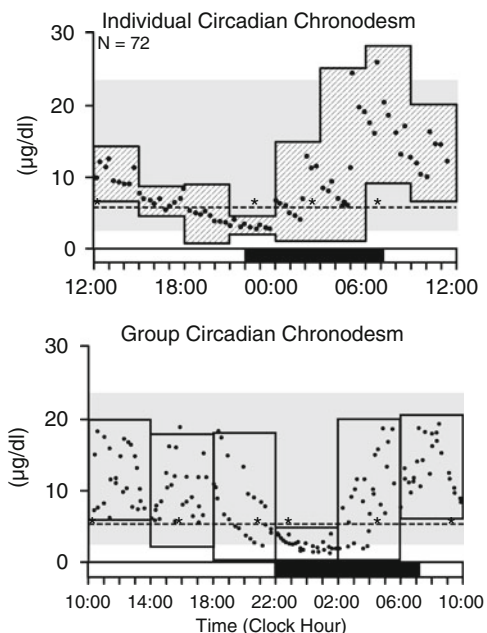 Individual Circadian Chronodesm
N = 72
30
20
10
0
(µg/dl)
* * * *
12:00 18:00 00:00 06:00 12:00
Group Circadian Chronodesm
30
20
10
0
(µg/dl)
* * * * * *
10:00 14:00 18:00 22:00 02:00 06:00 10:00
Time (Clock Hour)